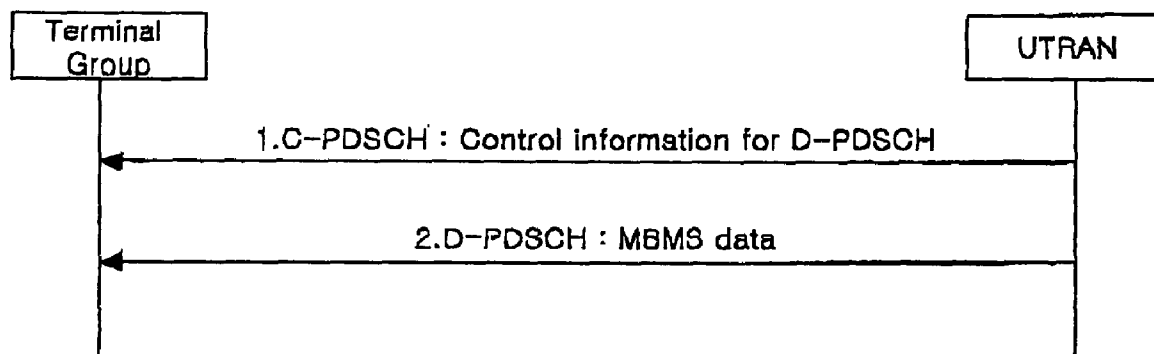 Terminal
Group
UTRAN
1.C-PDSCH : Control information for D-PDSCH
2.D-PDSCH : MBMS data